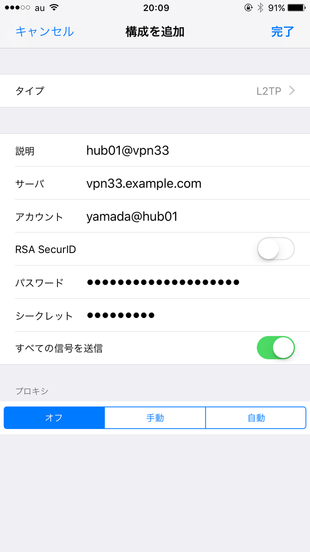 au 20:09 91%
キャンセル 構成を追加 完了
タイプ L2TP
説明 hub01@vpn33
サーバ vpn33.example.com
アカウント yamada@hub01
RSA SecurID
パスワード ●●●●●●●●●●●●●●●●●●●●
シークレット ●●●●●●●●●
すべての信号を送信
プロキシ
オフ 手動 自動